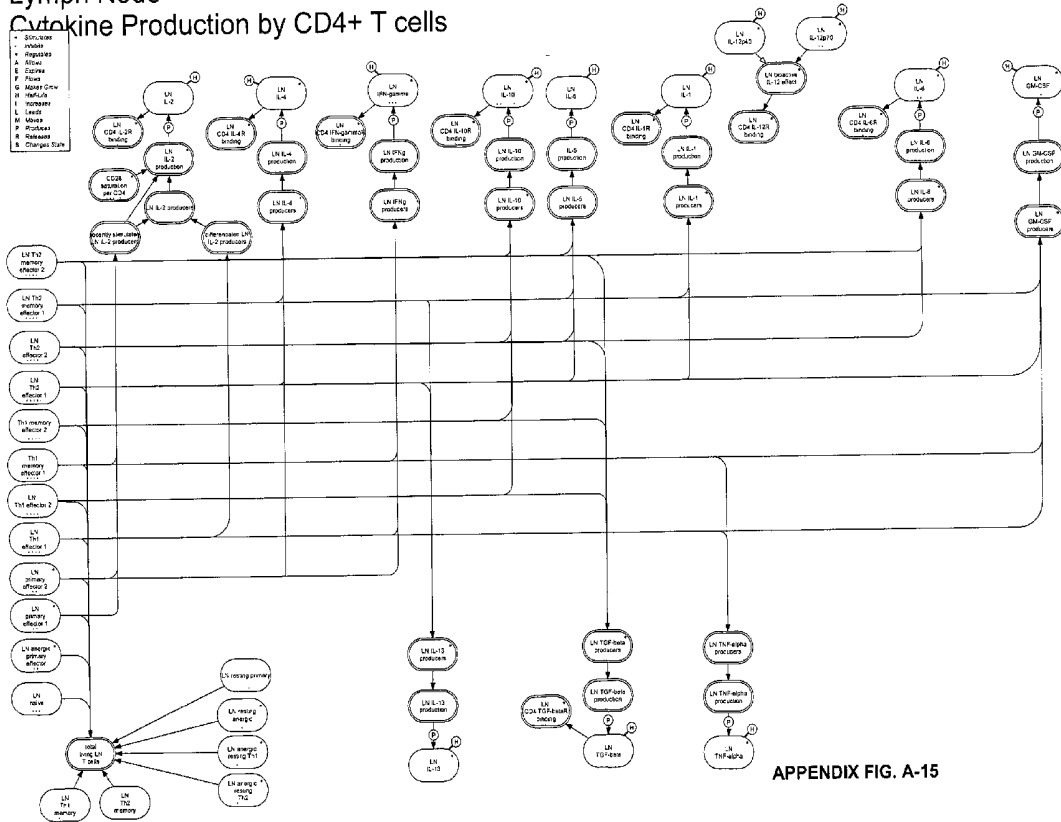 Lymph Node
Cytokine Production by CD4+ T cells
+ Stimulates
- Inhibits
* Regulates
A Allows
E Expires
F Flows
G Makes Grow
H Half-Life
I Increases
L Leads
M Moves
P Produces
R Releases
S Changes State
LN
IL-2
H
LN
IL-4
H
LN
IFN-gamma
H
LN
IL-10
H
LN
IL-5
H
LN
IL-1
H
LN
IL-12p40
H
LN
IL-12p70
H
LN bioactive
IL-12 effect
LN
IL-6
H
LN
GM-CSF
H
P
P
P
P
P
P
P
P
LN
CD4 IL-2R
binding
LN
CD4 IL-4R
binding
LN
CD4 IFN-gammaR
binding
LN
CD4 IL-10R
binding
LN
CD4 IL-1R
binding
LN
CD4 IL-12R
binding
LN
CD4 IL-6R
binding
LN IL-2
production
LN IL-4
production
LN IFNg
production
LN IL-10
production
IL-5
production
LN IL-1
production
LN IL-6
production
LN GM-CSF
production
CD28
saturation
per CD4
LN IL-2 producers
LN IL-4
producers
LN IFNg
producers
LN IL-10
producers
LN IL-5
producers
LN IL-1
producers
LN IL-6
producers
LN
GM-CSF
producers
recently stimulated
LN IL-2 producers
differentiated LN
IL-2 producers
LN Th2
memory
effector 2
LN Th2
memory
effector 1
LN
Th2
effector 2
LN
Th2
effector 1
Th1 memory
effector 2
Th1
memory
effector 1
LN
Th1 effector 2
LN
Th1
effector 1
LN
primary
effector 2
LN
primary
effector 1
LN anergic
primary
effector
LN
naive
total
living LN
T cells
LN
Th1
memory
LN
Th2
memory
LN resting primary
LN resting
anergic
LN anergic
resting Th1
LN anergic
resting
Th2
LN IL-13
producers
LN IL-13
production
P
LN
IL-13
H
LN TGF-beta
producers
LN TGF-beta
production
LN
CD4 TGF-betaR
binding
P
LN
TGF-beta
H
LN TNF-alpha
producers
LN TNF-alpha
production
P
LN
TNF-alpha
H
APPENDIX FIG. A-15